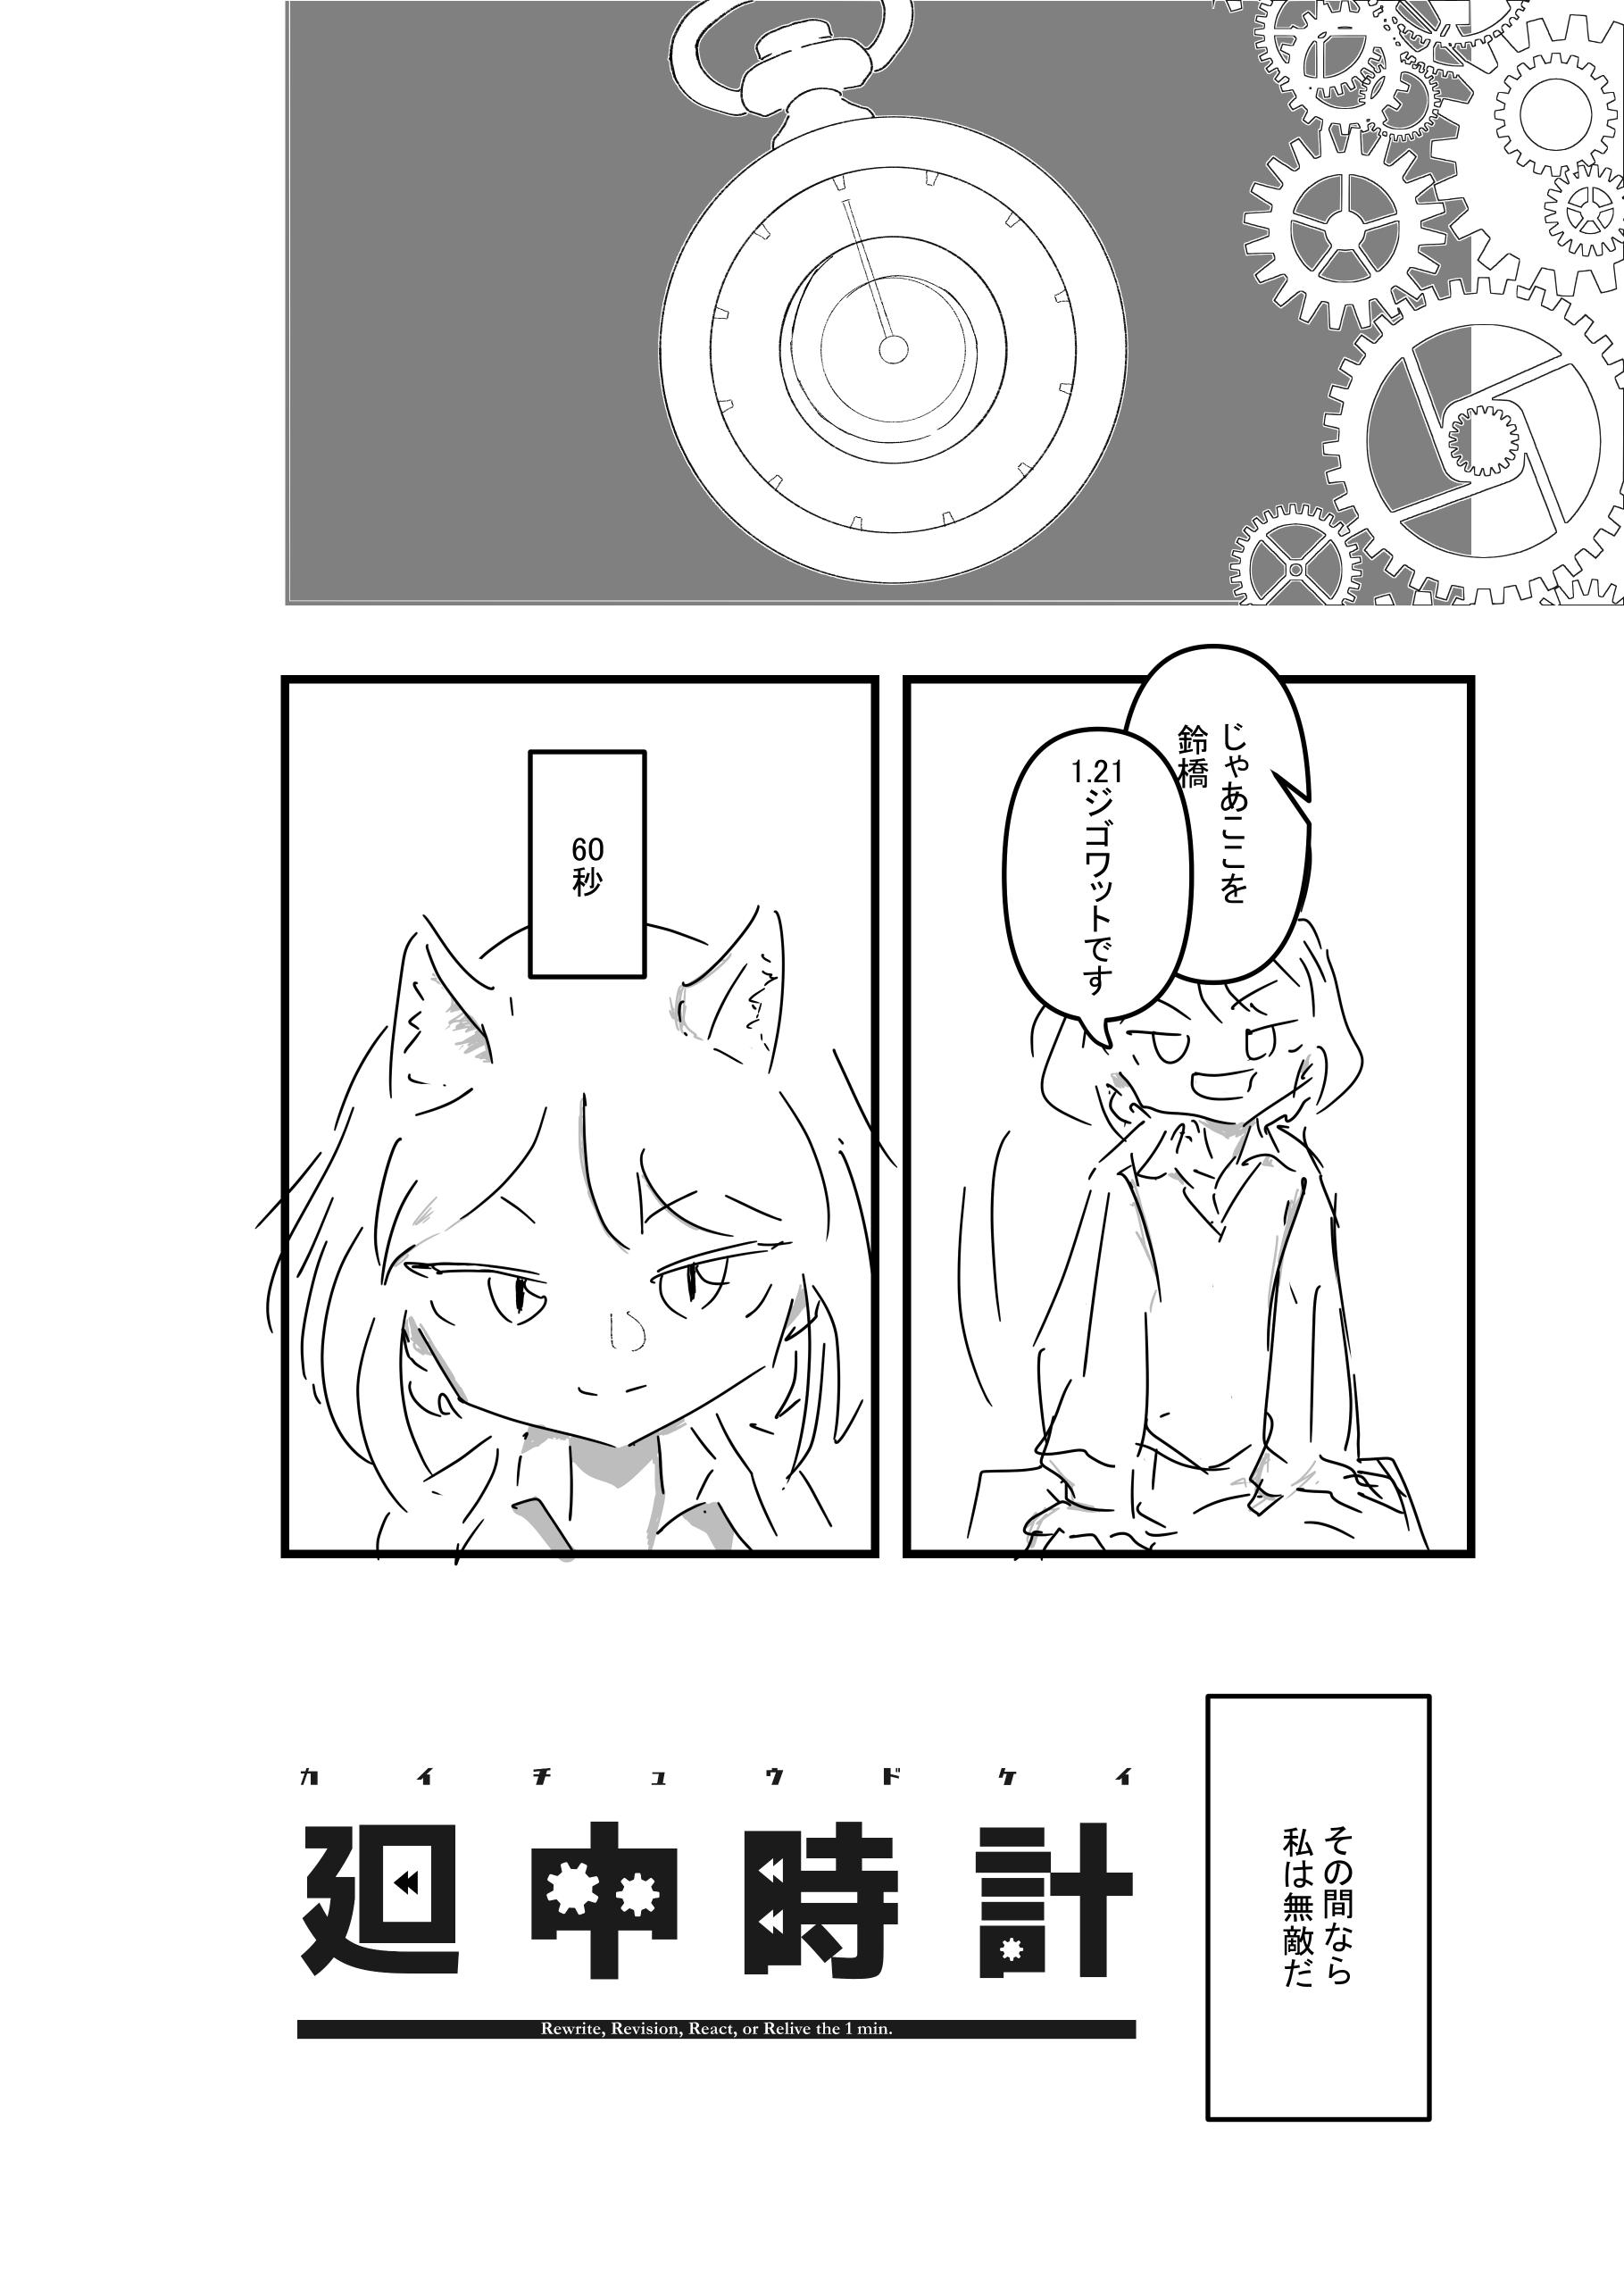 じゃあここを
鈴橋
1.21
ジゴワットです
60
秒
その間なら
私は無敵だ
カイチュウドケイ
廻中時計
Rewrite, Revision, React, or Relive the 1 min.